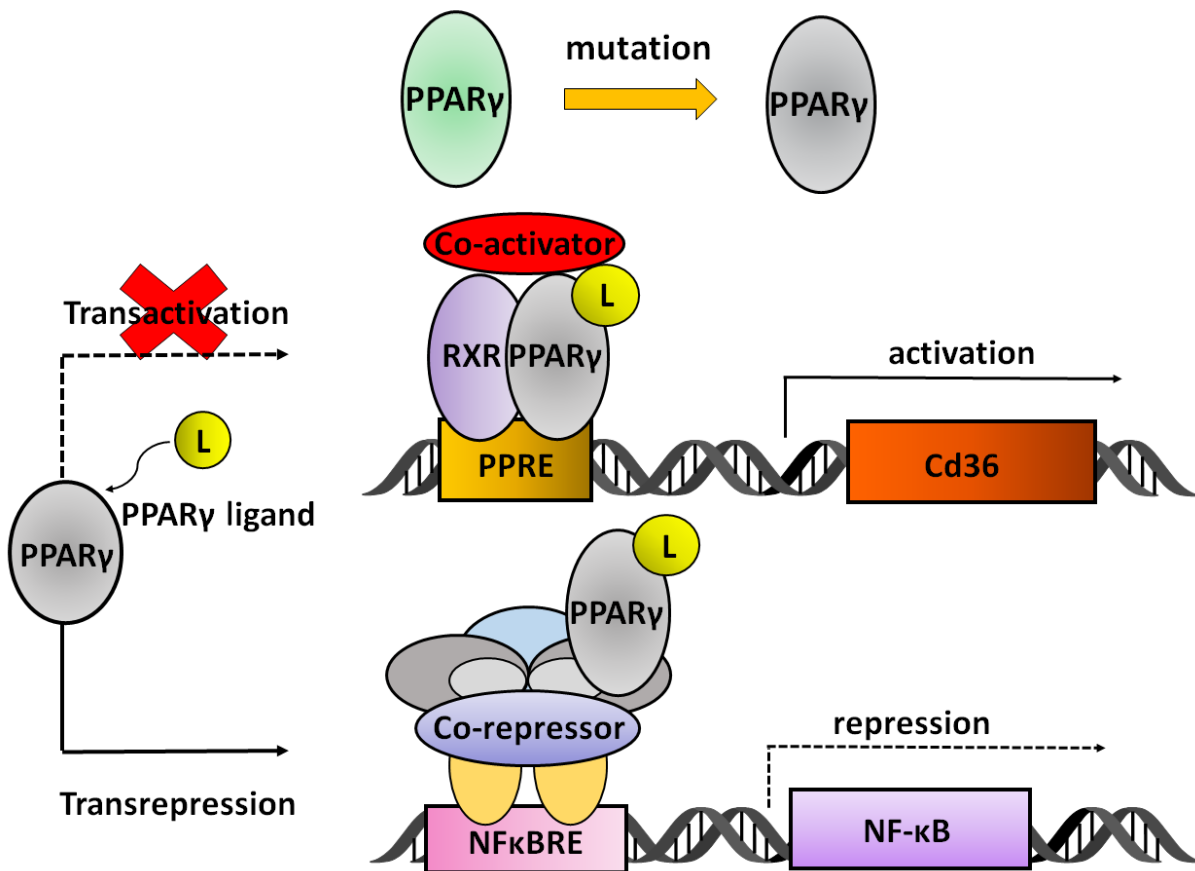 mutation
PPARγ
PPARγ
Co-activator
Transactivation
L
RXR
PPARγ
activation
L
PPARγ ligand
PPRE
Cd36
PPARγ
L
PPARγ
Co-repressor
repression
Transrepression
NFκBRE
NF-κB